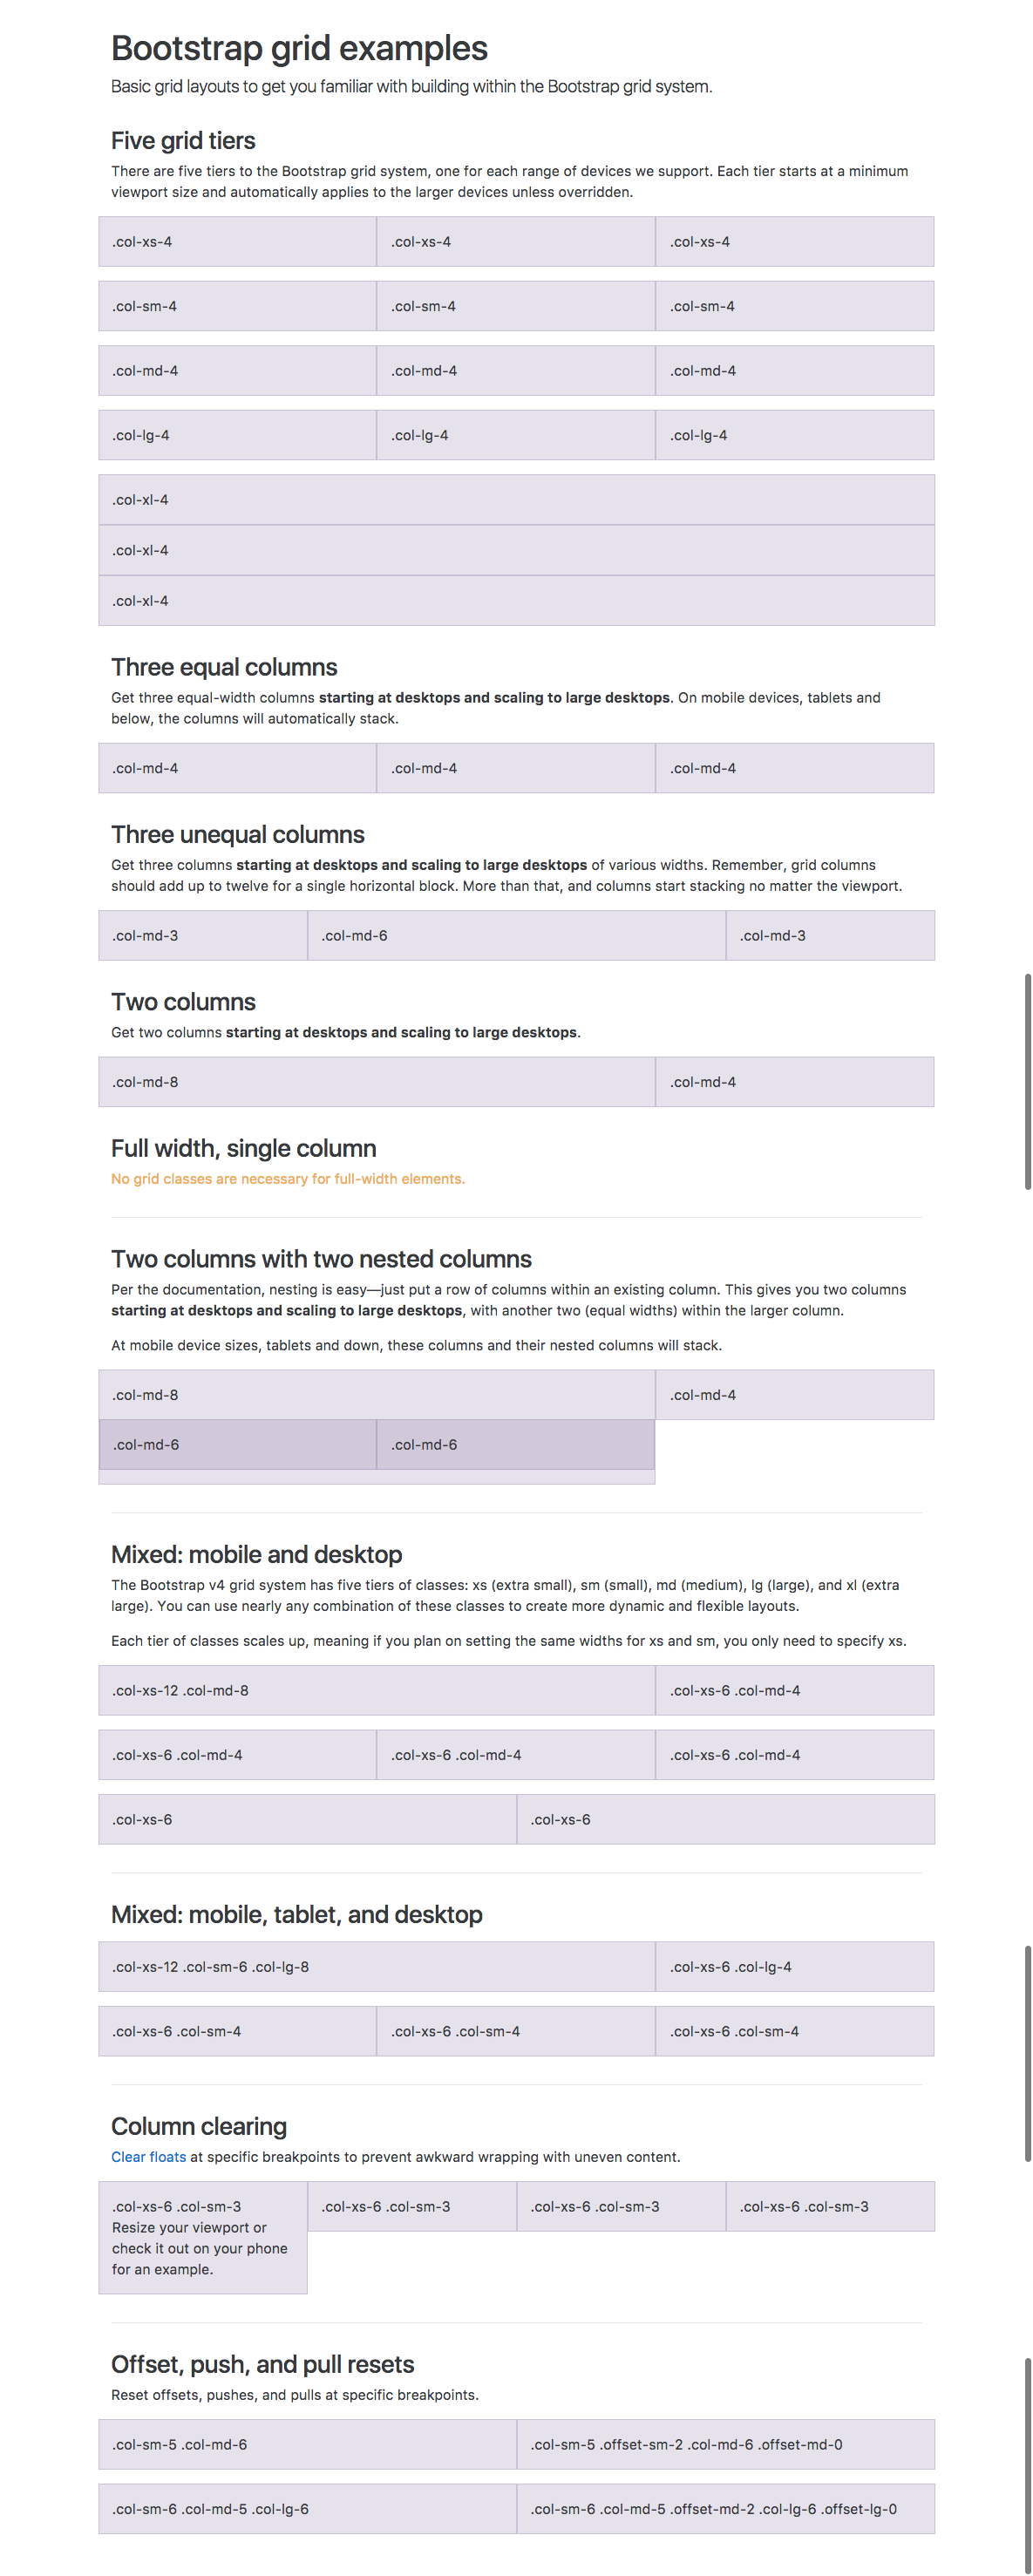 Bootstrap grid examples
Basic grid layouts to get you familiar with building within the Bootstrap grid system.
Five grid tiers
There are five tiers to the Bootstrap grid system, one for each range of devices we support. Each tier starts at a minimum
viewport size and automatically applies to the larger devices unless overridden.
.col-xs-4 .col-xs-4 .col-xs-4
.col-sm-4 .col-sm-4 .col-sm-4
.col-md-4 .col-md-4 .col-md-4
.col-lg-4 .col-lg-4 .col-lg-4
.col-xl-4
.col-xl-4
.col-xl-4
Three equal columns
Get three equal-width columns starting at desktops and scaling to large desktops. On mobile devices, tablets and
below, the columns will automatically stack.
.col-md-4 .col-md-4 .col-md-4
Three unequal columns
Get three columns starting at desktops and scaling to large desktops of various widths. Remember, grid columns
should add up to twelve for a single horizontal block. More than that, and columns start stacking no matter the viewport.
.col-md-3 .col-md-6 .col-md-3
Two columns
Get two columns starting at desktops and scaling to large desktops.
.col-md-8 .col-md-4
Full width, single column
No grid classes are necessary for full-width elements.
Two columns with two nested columns
Per the documentation, nesting is easy—just put a row of columns within an existing column. This gives you two columns
starting at desktops and scaling to large desktops, with another two (equal widths) within the larger column.
At mobile device sizes, tablets and down, these columns and their nested columns will stack.
.col-md-8 .col-md-4
.col-md-6 .col-md-6
Mixed: mobile and desktop
The Bootstrap v4 grid system has five tiers of classes: xs (extra small), sm (small), md (medium), lg (large), and xl (extra
large). You can use nearly any combination of these classes to create more dynamic and flexible layouts.
Each tier of classes scales up, meaning if you plan on setting the same widths for xs and sm, you only need to specify xs.
.col-xs-12 .col-md-8 .col-xs-6 .col-md-4
.col-xs-6 .col-md-4 .col-xs-6 .col-md-4 .col-xs-6 .col-md-4
.col-xs-6 .col-xs-6
Mixed: mobile, tablet, and desktop
.col-xs-12 .col-sm-6 .col-lg-8 .col-xs-6 .col-lg-4
.col-xs-6 .col-sm-4 .col-xs-6 .col-sm-4 .col-xs-6 .col-sm-4
Column clearing
Clear floats at specific breakpoints to prevent awkward wrapping with uneven content.
.col-xs-6 .col-sm-3 .col-xs-6 .col-sm-3 .col-xs-6 .col-sm-3 .col-xs-6 .col-sm-3
Resize your viewport or
check it out on your phone
for an example.
Offset, push, and pull resets
Reset offsets, pushes, and pulls at specific breakpoints.
.col-sm-5 .col-md-6 .col-sm-5 .offset-sm-2 .col-md-6 .offset-md-0
.col-sm-6 .col-md-5 .col-lg-6 .col-sm-6 .col-md-5 .offset-md-2 .col-lg-6 .offset-lg-0